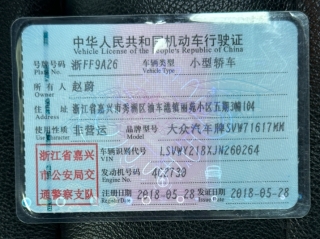 中华人民共和国机动车行驶证
Vehicle License of the People's Republic of China
号牌号码 浙FF9A26 车辆类型 小型轿车
Plate No. Vehicle Type
所有人 赵蔚
Owner
住址 浙江省嘉兴市秀洲区油车港镇
Address
使用性质 非营运 品牌型号 大众汽车牌SVW71617MM
浙江省嘉兴市公安局交通警察支队
车辆识别代号 LSVWY218XJN260264
VIN
发动机号码
Engine No.
注册日期 2018-05-28 发证日期 2018-05-28
Register Date Issue Date